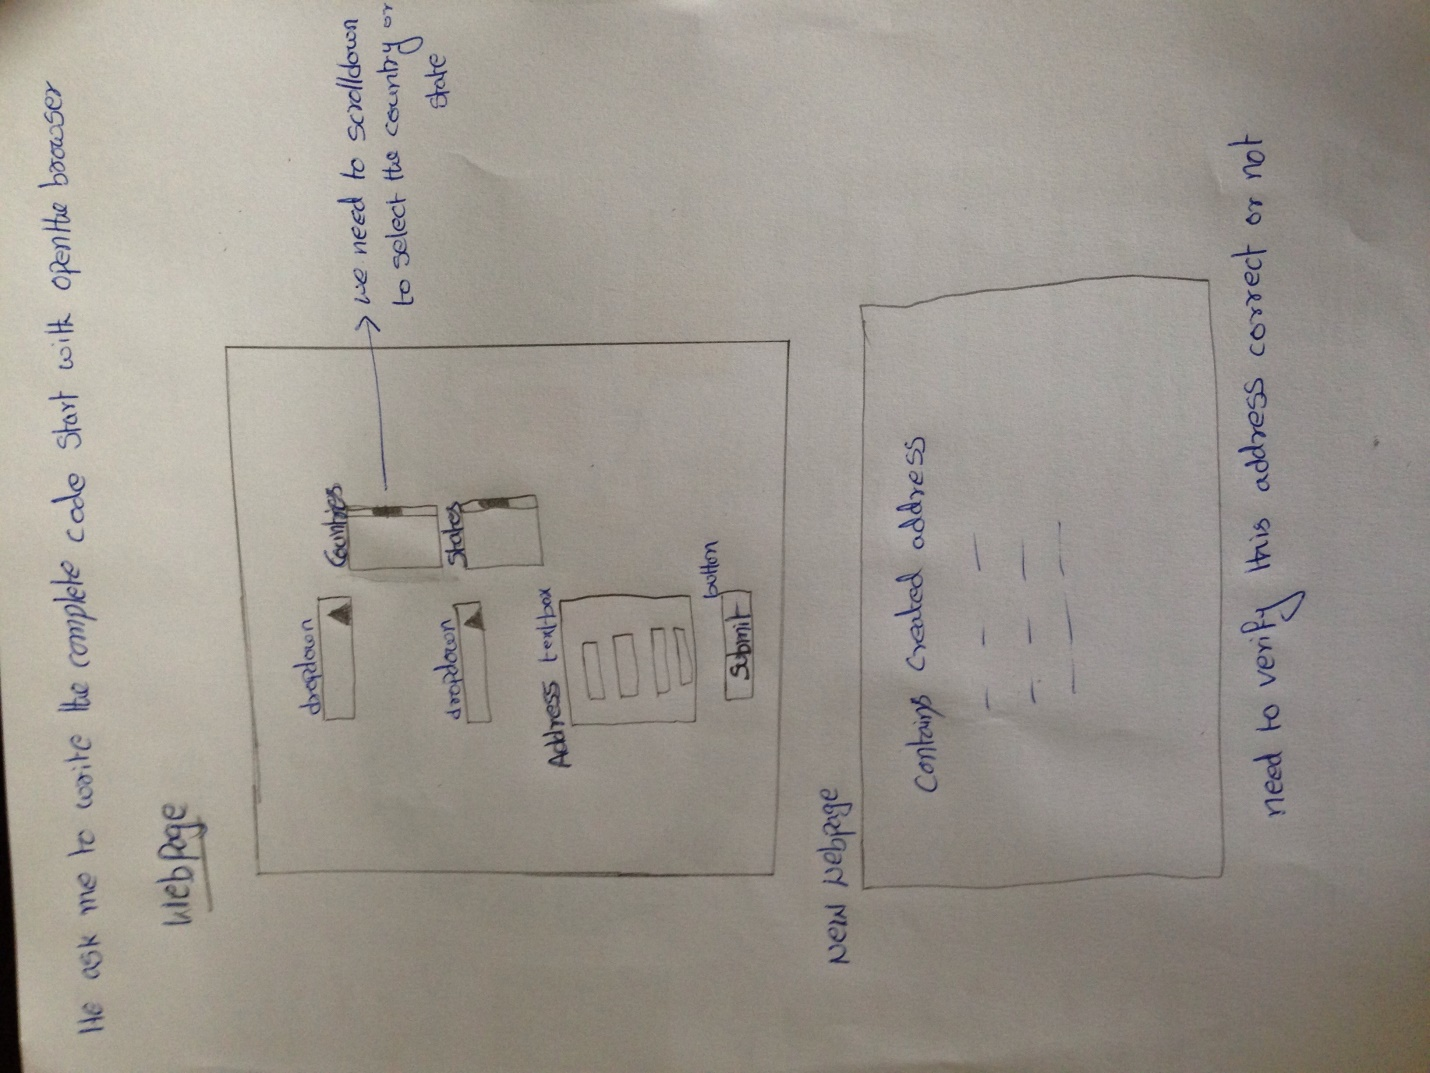 He ask me to write the complete code start with open the browser
WebPage
dropdown
Countries
we need to scrolldown
to select the country or
state
dropdown
States
Address textbox
button
Submit
New Webpage
Contains Created address
need to verify this address correct or not